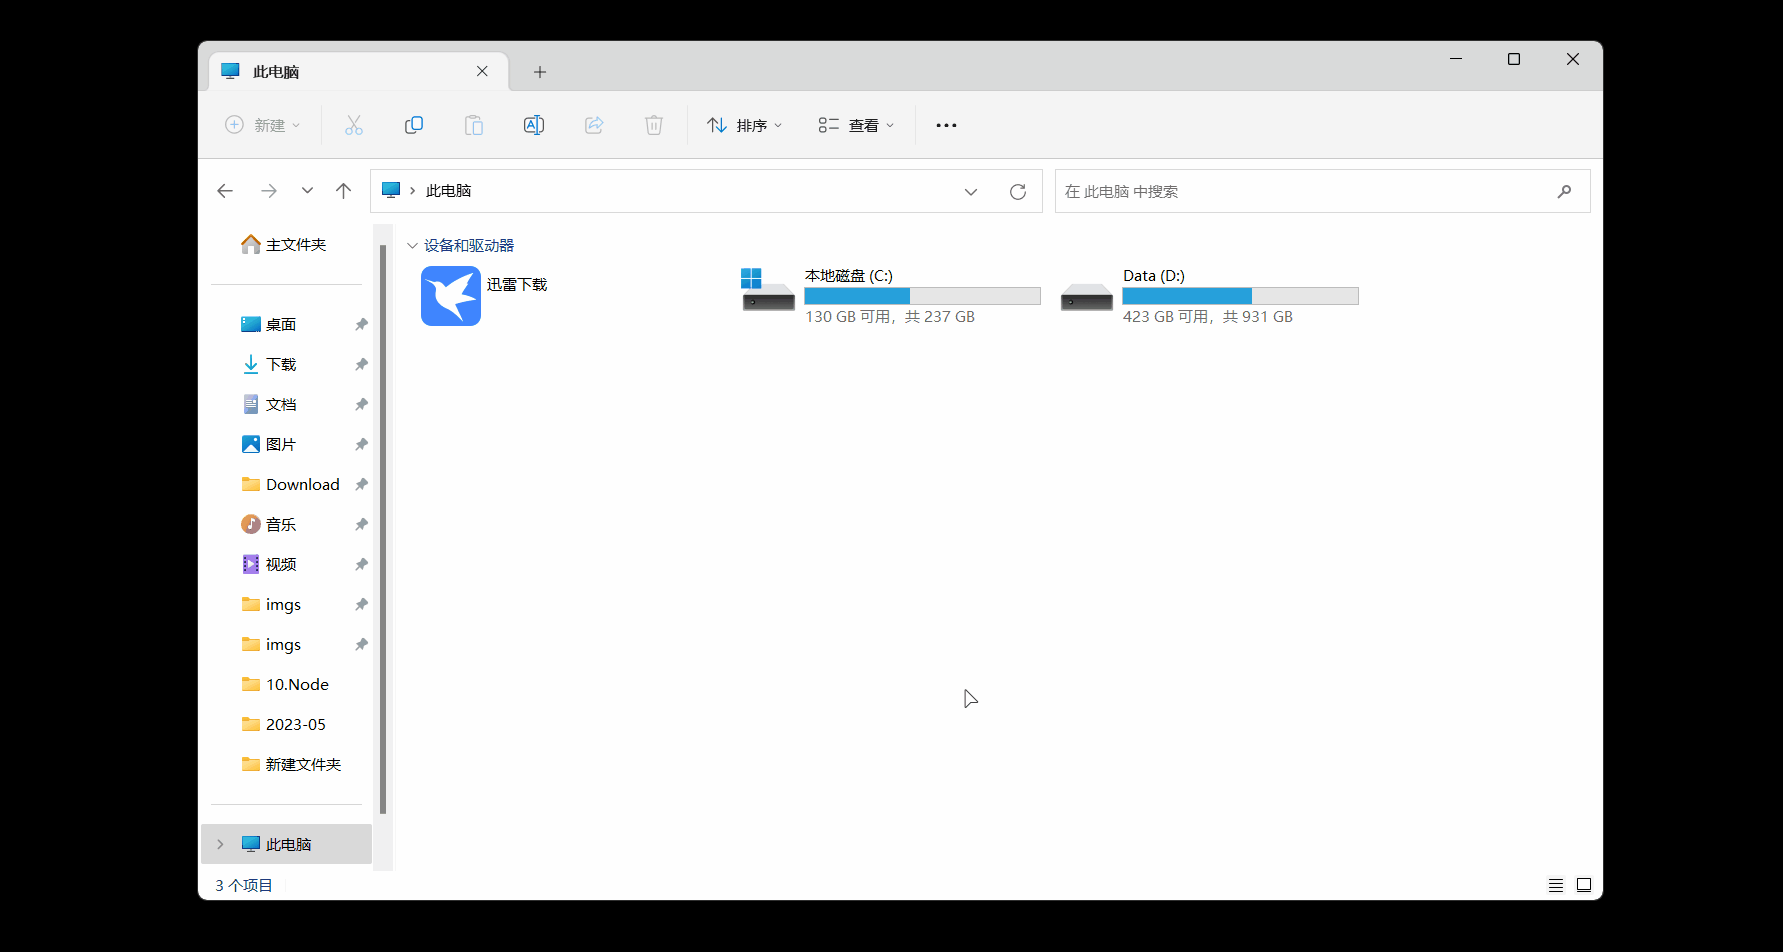 此电脑
新建
排序
查看
此电脑
在 此电脑 中搜索
主文件夹
桌面
下载
文档
图片
Download
音乐
视频
imgs
imgs
10.Node
2023-05
新建文件夹
此电脑
设备和驱动器
迅雷下载
本地磁盘 (C:)
130 GB 可用，共 237 GB
Data (D:)
423 GB 可用，共 931 GB
3 个项目